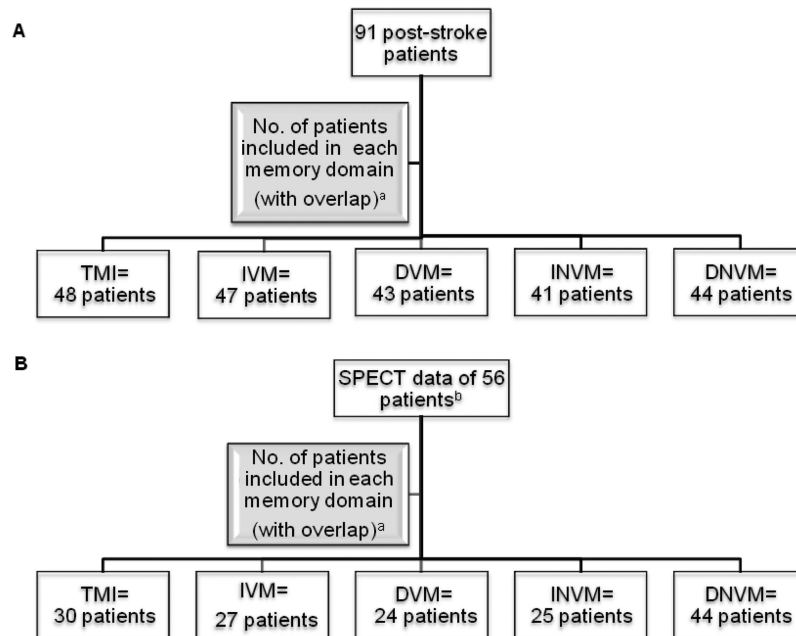 A
91 post-stroke
patients
No. of patients
included in each
memory domain
(with overlap)ᵃ
TMI=
48 patients
IVM=
47 patients
DVM=
43 patients
INVM=
41 patients
DNVM=
44 patients
B
SPECT data of 56
patientsᵇ
No. of patients
included in each
memory domain
(with overlap)ᵃ
TMI=
30 patients
IVM=
27 patients
DVM=
24 patients
INVM=
25 patients
DNVM=
44 patients